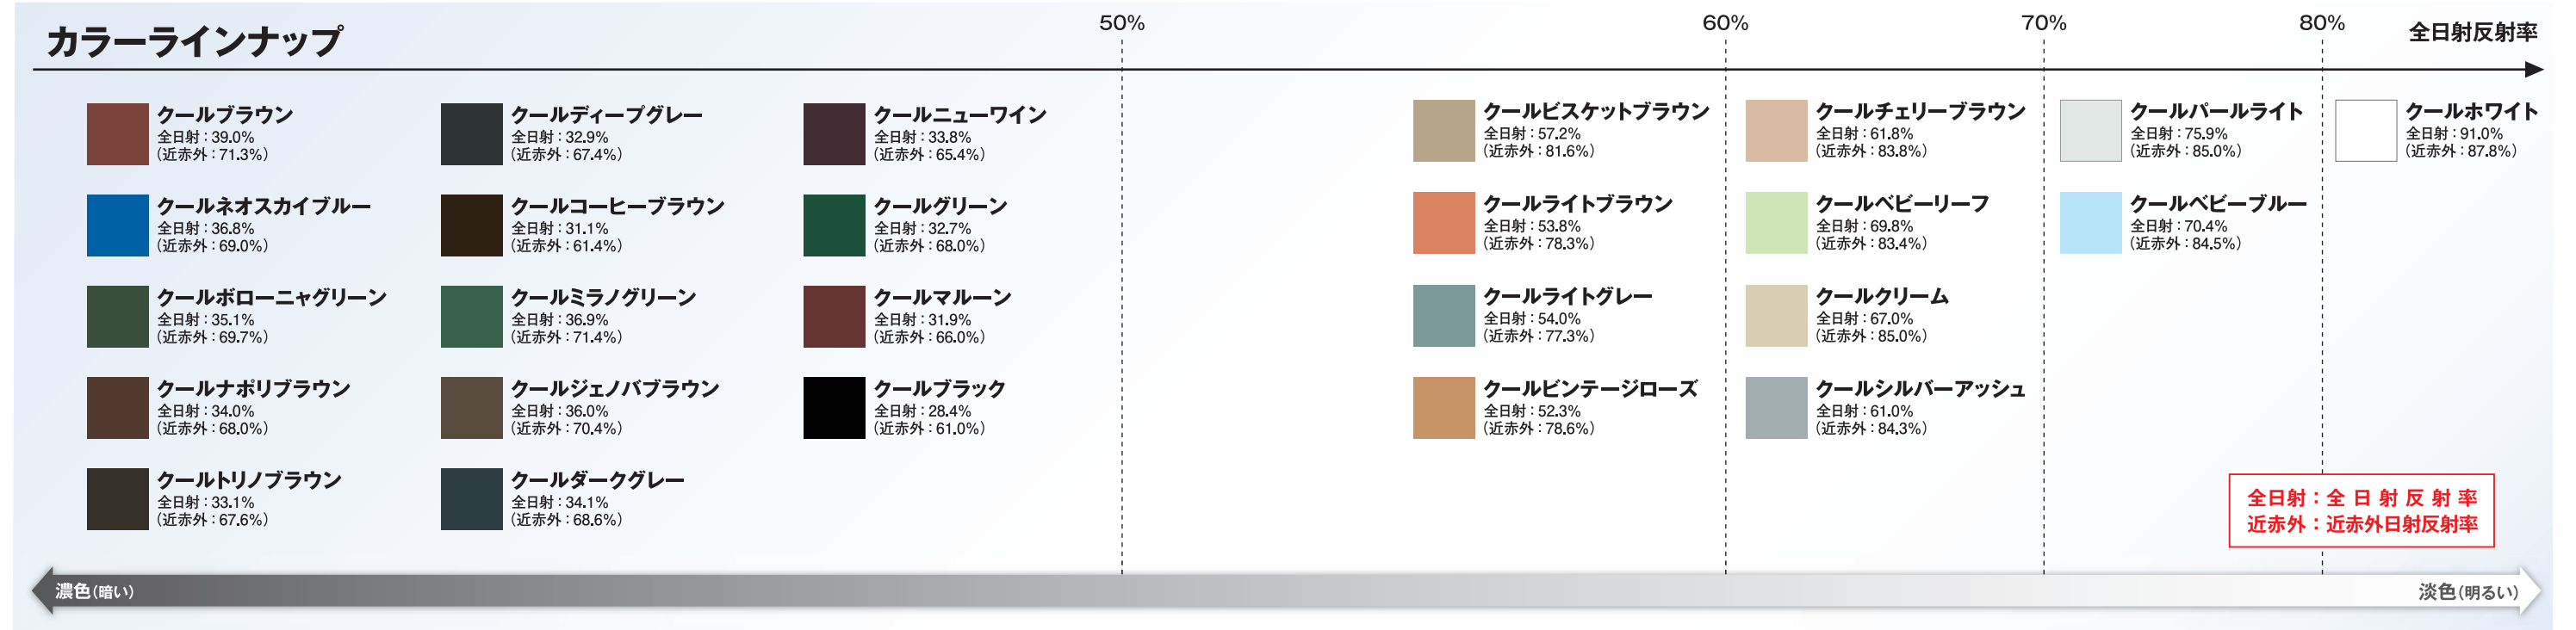 カラーラインナップ
50%
60%
70%
80%
全日射反射率
クールブラウン
全日射：39.0%
（近赤外：71.3%）
クールネオスカイブルー
全日射：36.8%
（近赤外：69.0%）
クールボローニャグリーン
全日射：35.1%
（近赤外：69.7%）
クールナポリブラウン
全日射：34.0%
（近赤外：68.0%）
クールトリノブラウン
全日射：33.1%
（近赤外：67.6%）
クールディープグレー
全日射：32.9%
（近赤外：67.4%）
クールコーヒーブラウン
全日射：31.1%
（近赤外：61.4%）
クールミラノグリーン
全日射：36.9%
（近赤外：71.4%）
クールジェノバブラウン
全日射：36.0%
（近赤外：70.4%）
クールダークグレー
全日射：34.1%
（近赤外：68.6%）
クールニューワイン
全日射：33.8%
（近赤外：65.4%）
クールグリーン
全日射：32.7%
（近赤外：68.0%）
クールマルーン
全日射：31.9%
（近赤外：66.0%）
クールブラック
全日射：28.4%
（近赤外：61.0%）
クールビスケットブラウン
全日射：57.2%
（近赤外：81.6%）
クールライトブラウン
全日射：53.8%
（近赤外：78.3%）
クールライトグレー
全日射：54.0%
（近赤外：77.3%）
クールビンテージローズ
全日射：52.3%
（近赤外：78.6%）
クールチェリーブラウン
全日射：61.8%
（近赤外：83.8%）
クールベビーリーフ
全日射：69.8%
（近赤外：83.4%）
クールクリーム
全日射：67.0%
（近赤外：85.0%）
クールシルバーアッシュ
全日射：61.0%
（近赤外：84.3%）
クールパールライト
全日射：75.9%
（近赤外：85.0%）
クールベビーブルー
全日射：70.4%
（近赤外：84.5%）
クールホワイト
全日射：91.0%
（近赤外：87.8%）
全日射：全日射反射率
近赤外：近赤外日射反射率
濃色（暗い）
淡色（明るい）